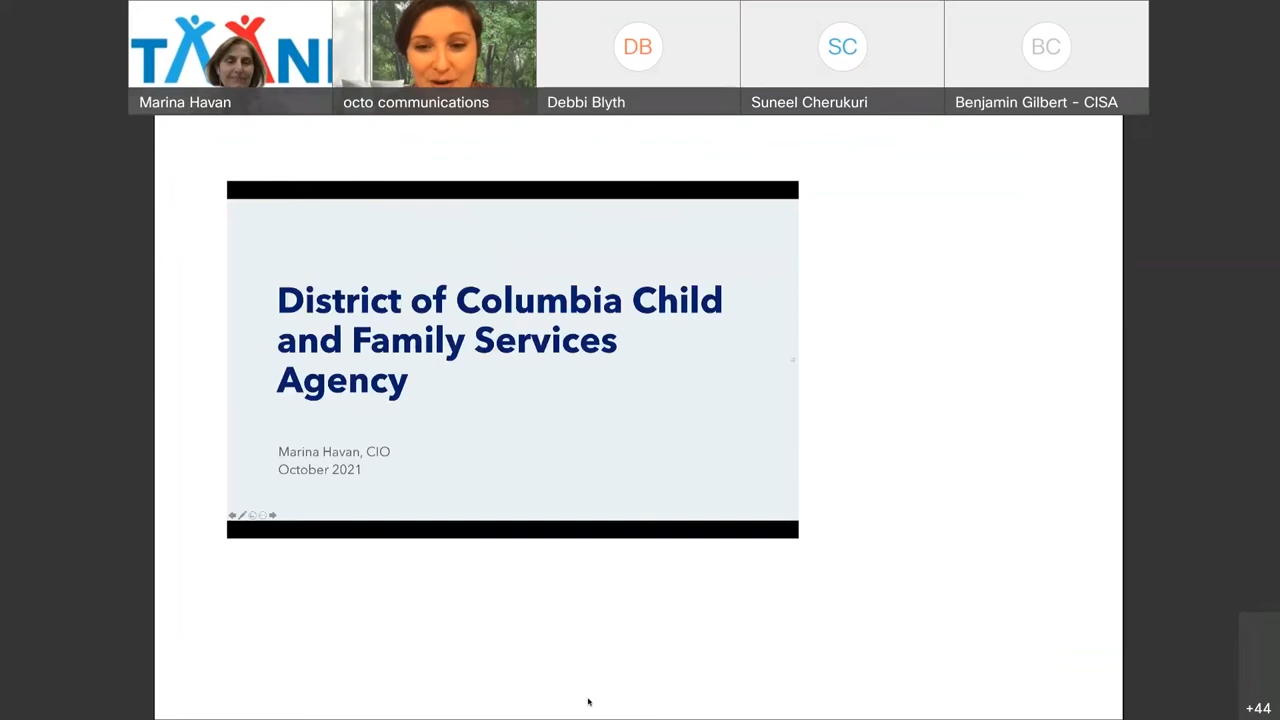 TAANI
Marina Havan
octo communications
DB
Debbi Blyth
SC
Suneel Cherukuri
BC
Benjamin Gilbert - CISA
District of Columbia Child
and Family Services
Agency
Marina Havan, CIO
October 2021
+44